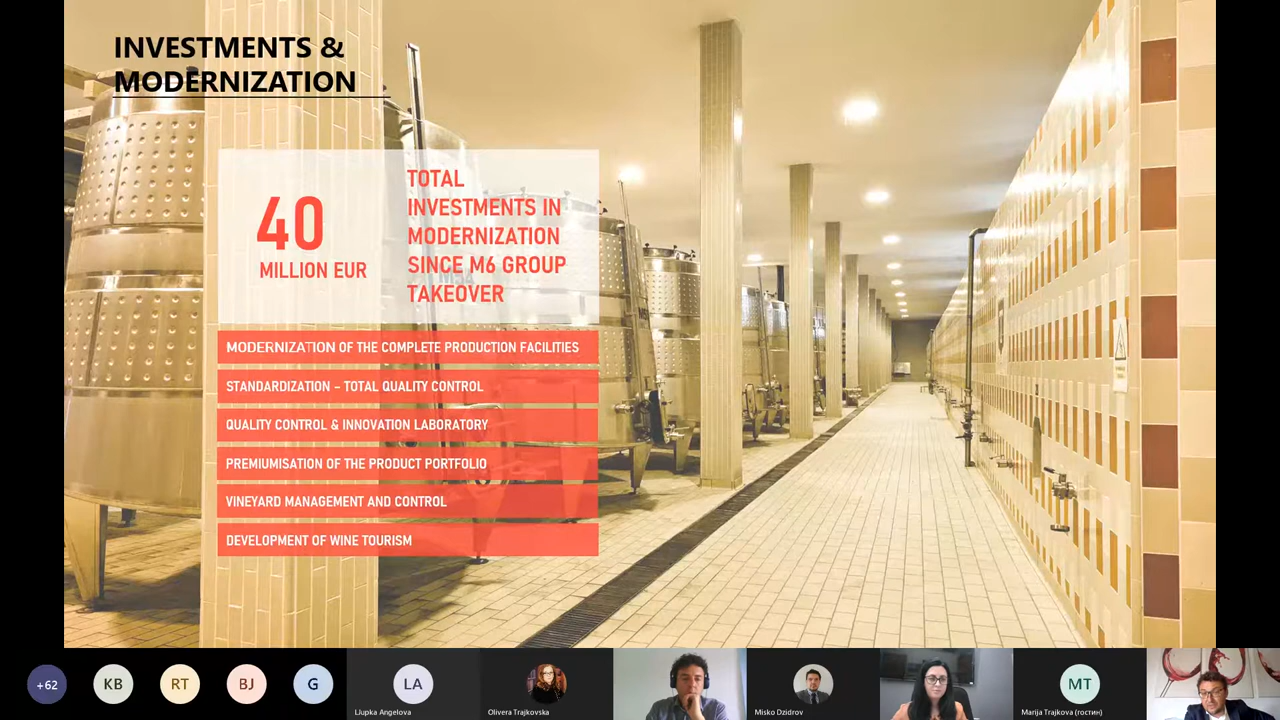 INVESTMENTS &
MODERNIZATION
40
MILLION EUR
TOTAL
INVESTMENTS IN
MODERNIZATION
SINCE M6 GROUP
TAKEOVER
MODERNIZATION OF THE COMPLETE PRODUCTION FACILITIES
STANDARDIZATION – TOTAL QUALITY CONTROL
QUALITY CONTROL & INNOVATION LABORATORY
PREMIUMISATION OF THE PRODUCT PORTFOLIO
VINEYARD MANAGEMENT AND CONTROL
DEVELOPMENT OF WINE TOURISM
+62
KB
RT
BJ
G
LA
MT
Ljupka Angelova
Olivera Trajkovska
Misko Dzidrov
Marija Trajkova (гостин)